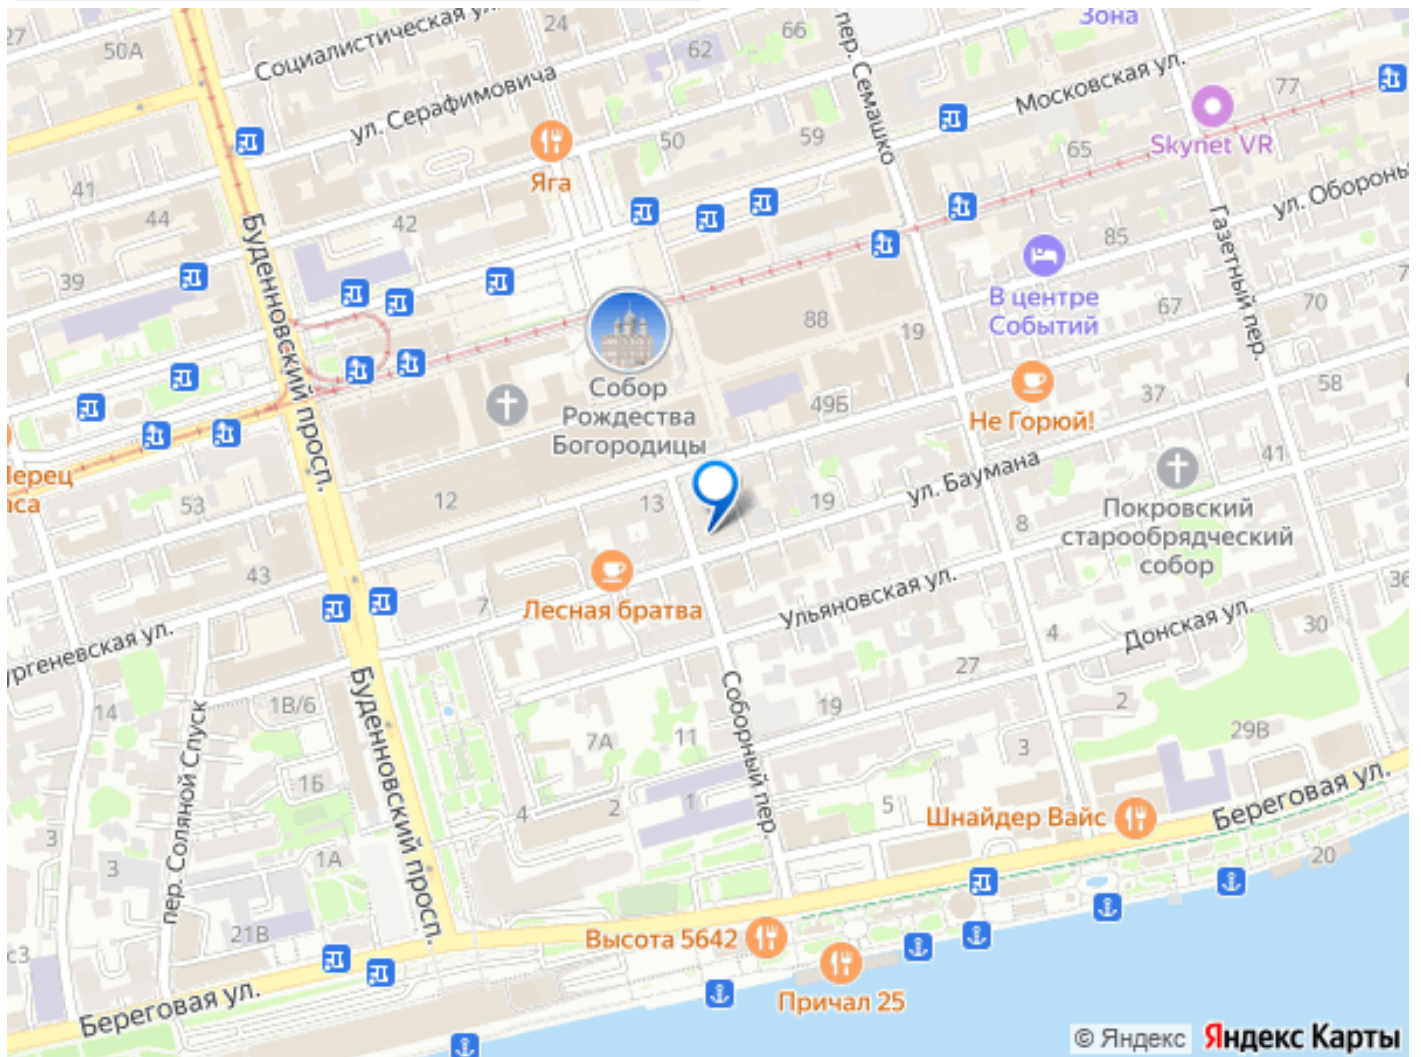 27
50А
Социалистическая ул.
24
62
66
Зона
пер. Семашко
Московская ул.
77
ул. Серафимовича
50
59
65
Skynet VR
Яга
41
44
42
ул. Обороны
85
Газетный пер.
39
Буденновский просп.
В центре
Событий
67
70
88
19
Собор
Рождества
Богородицы
49Б
Не Горюй!
37
58
Перец
53
12
13
19
ул. Баумана
41
8
Покровский
старообрядческий
собор
43
7
Лесная братва
Ульяновская ул.
36
4
Донская ул.
30
27
2
14
1В/6
Буденновский просп.
пер. Соляной Спуск
Соборный пер.
19
29В
7А
11
3
1Б
4
2
1
5
Шнайдер Вайс
Береговая ул.
3
3
1А
20
21В
с3
Высота 5642
Причал 25
Береговая ул.
© Яндекс Яндекс Карты